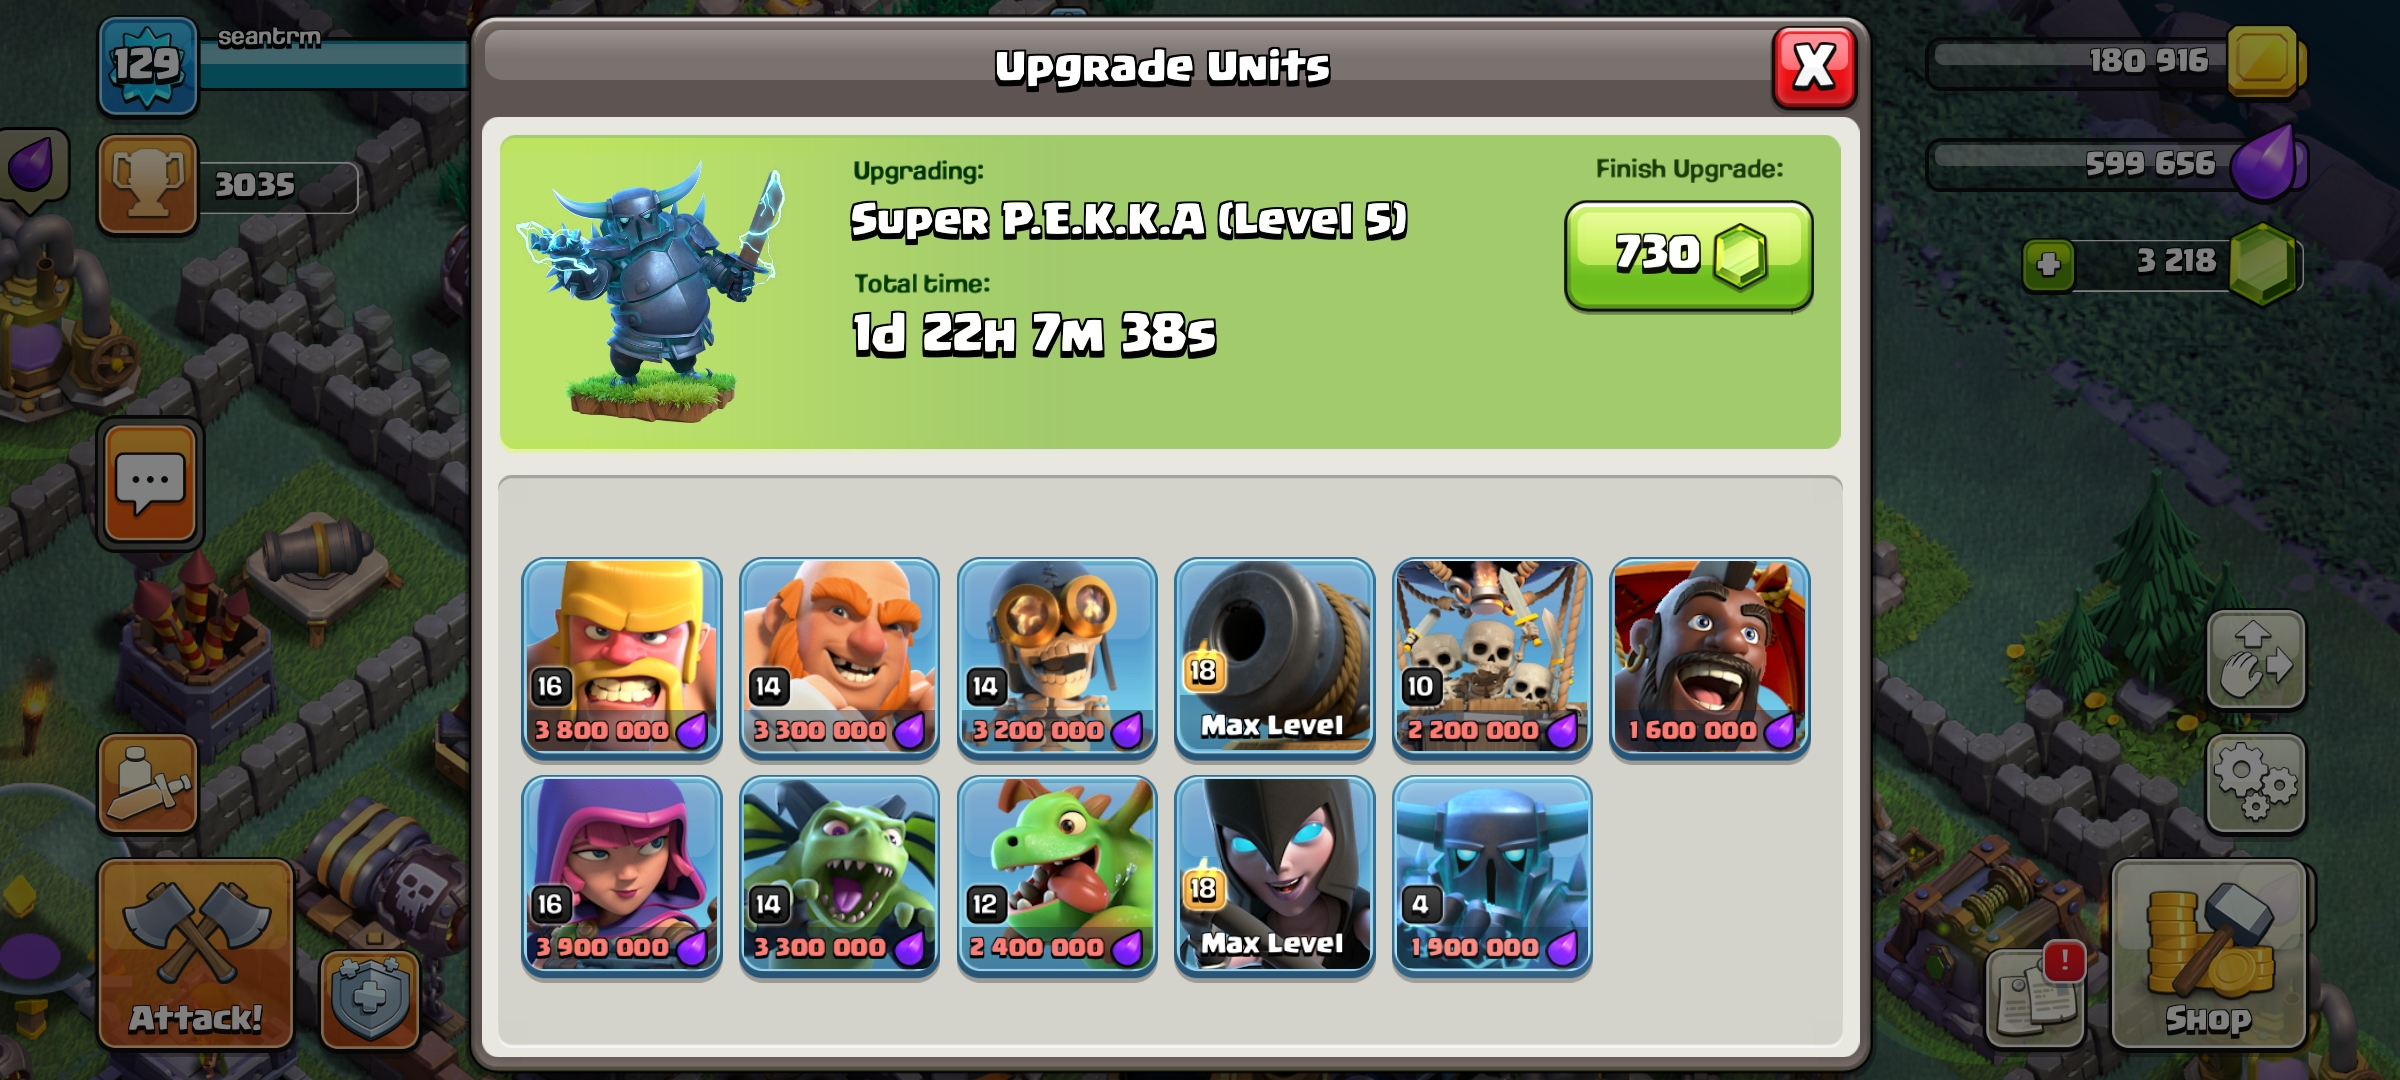 129
seantrm
3035
Upgrade Units
X
180 916
599 656
3 218
Upgrading:
Super P.E.K.K.A (Level 5)
Total time:
1d 22H 7M 38s
Finish Upgrade:
730
16
3 800 000
14
3 300 000
14
3 200 000
18
Max Level
10
2 200 000
1 600 000
16
3 900 000
14
3 300 000
12
2 400 000
18
Max Level
4
1 900 000
Attack!
!
Shop